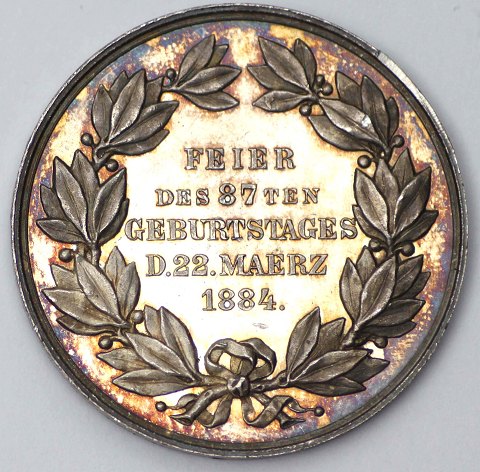 FEIER
DES 87TEN
GEBURTSTAGES
D.22.MAERZ
1884.